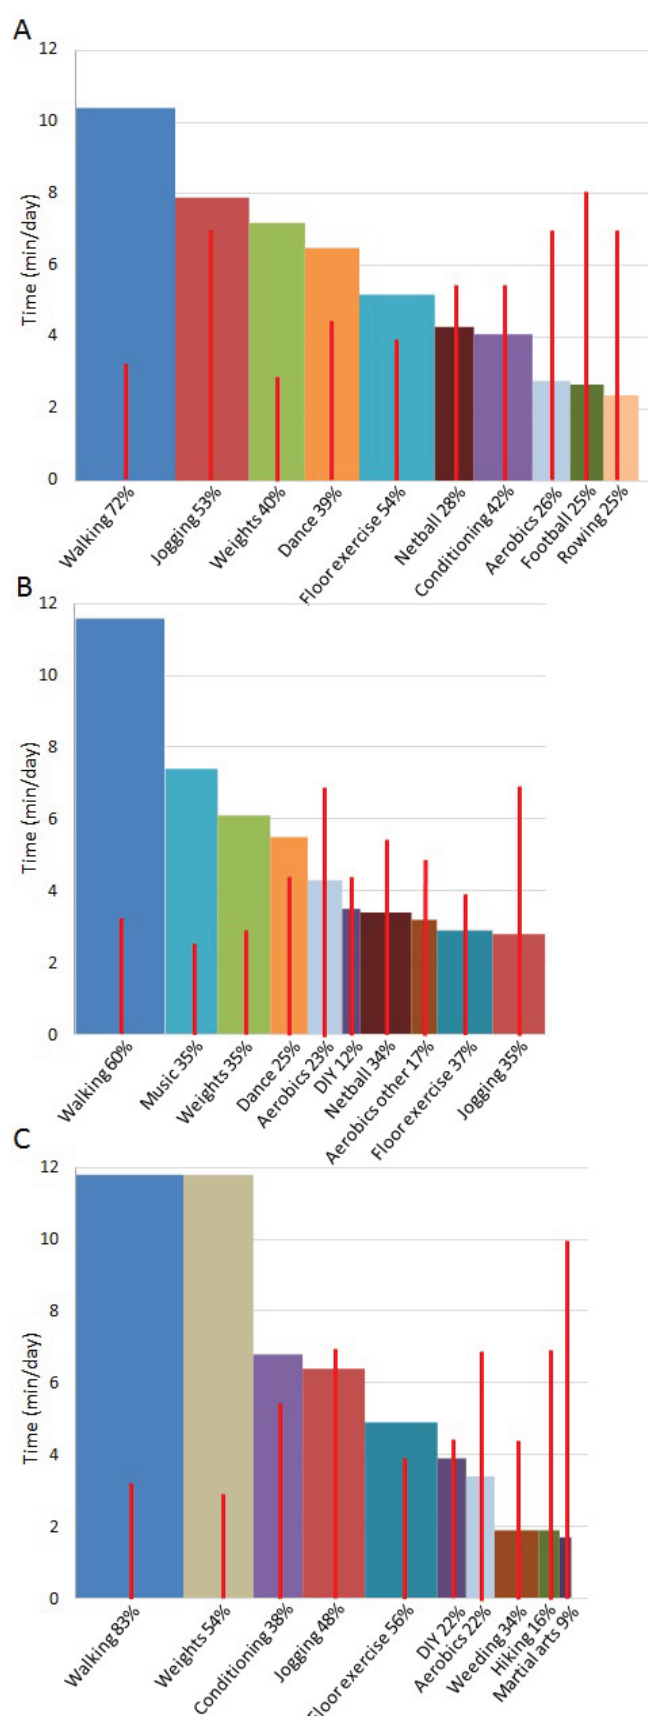 A
Time (min/day)
12
10
8
6
4
2
0
Walking 72%
Jogging 53%
Weights 40%
Dance 39%
Floor exercise 54%
Netball 28%
Conditioning 42%
Aerobics 26%
Football 25%
Rowing 25%
B
Time (min/day)
12
10
8
6
4
2
0
Walking 60%
Music 35%
Weights 35%
Dance 25%
Aerobics 23%
DIY 12%
Netball 34%
Aerobics other 17%
Floor exercise 37%
Jogging 35%
C
Time (min/day)
12
10
8
6
4
2
0
Walking 83%
Weights 54%
Conditioning 38%
Jogging 48%
Floor exercise 56%
DIY 22%
Aerobics 22%
Weeding 34%
Hiking 16%
Martial arts 9%